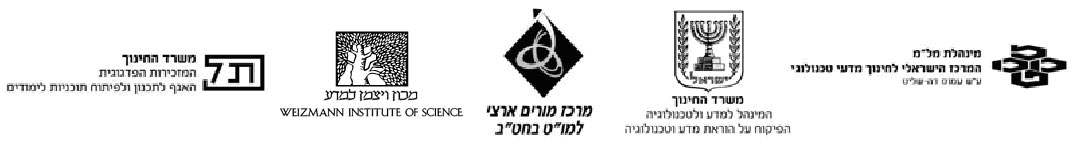 מינהלת מל"מ
המרכז הישראלי לחינוך מדעי טכנולוגי
ע"ש עמוס דה-שליט
ישראל
משרד החינוך
המינהל למדע ולטכנולוגיה
הפיקוח על הוראת מדע וטכנולוגיה
מרכז מורים ארצי
למו"ט בחט"ב
מכון ויצמן למדע
WEIZMANN INSTITUTE OF SCIENCE
תל
משרד החינוך
המזכירות הפדגוגית
האגף לתכנון ולפיתוח תוכניות לימודים